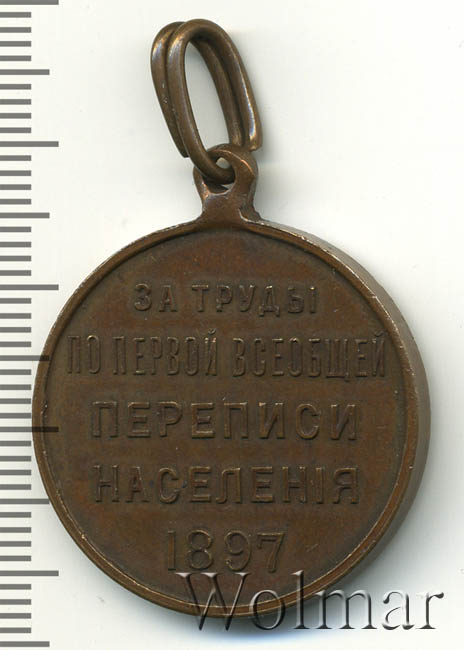 ЗА ТРУДЫ
ПО ПЕРВОЙ ВСЕОБЩЕЙ
ПЕРЕПИСИ
НАСЕЛЕНІЯ
1897
Wolmar